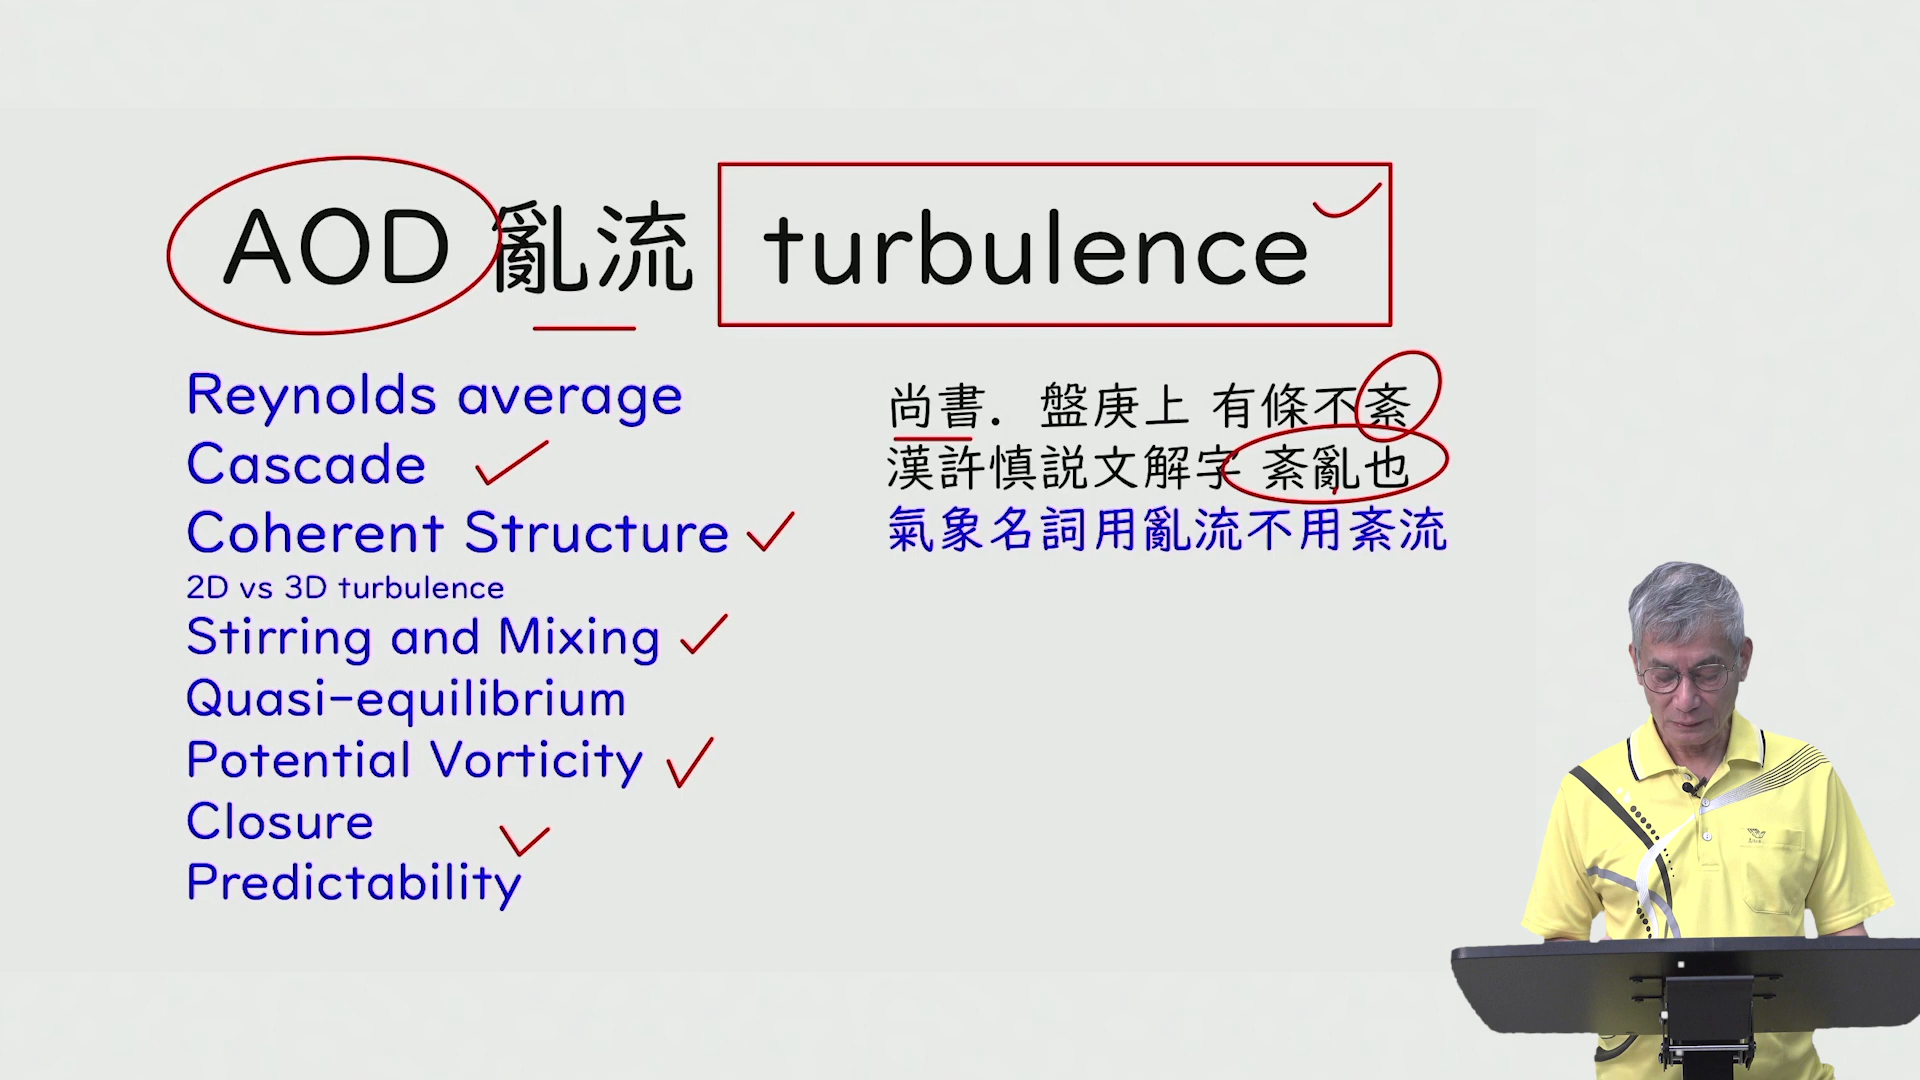 AOD 亂流 turbulence
Reynolds average
Cascade
Coherent Structure
2D vs 3D turbulence
Stirring and Mixing
Quasi-equilibrium
Potential Vorticity
Closure
Predictability
尚書. 盤庚上 有條不紊
漢許慎説文解字 紊亂也
氣象名詞用亂流不用紊流